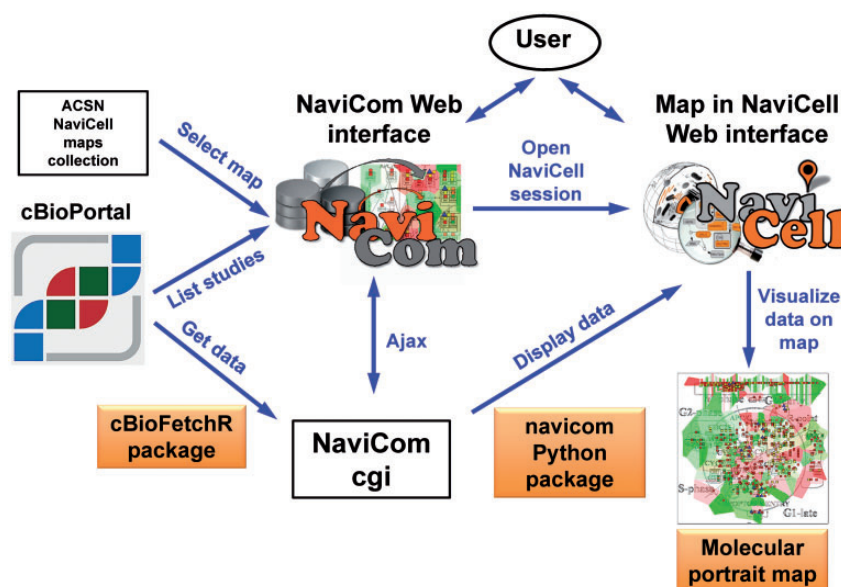 User
ACSN
NaviCell
maps
collection
NaviCom Web
interface
Map in NaviCell
Web interface
Select map
Open
NaviCell
session
Navi
Com
Navi
Cell
cBioPortal
List studies
Get data
Ajax
Display data
Visualize
data on
map
cBioFetchR
package
NaviCom
cgi
navicom
Python
package
S-phase
G1-late
Molecular
portrait map